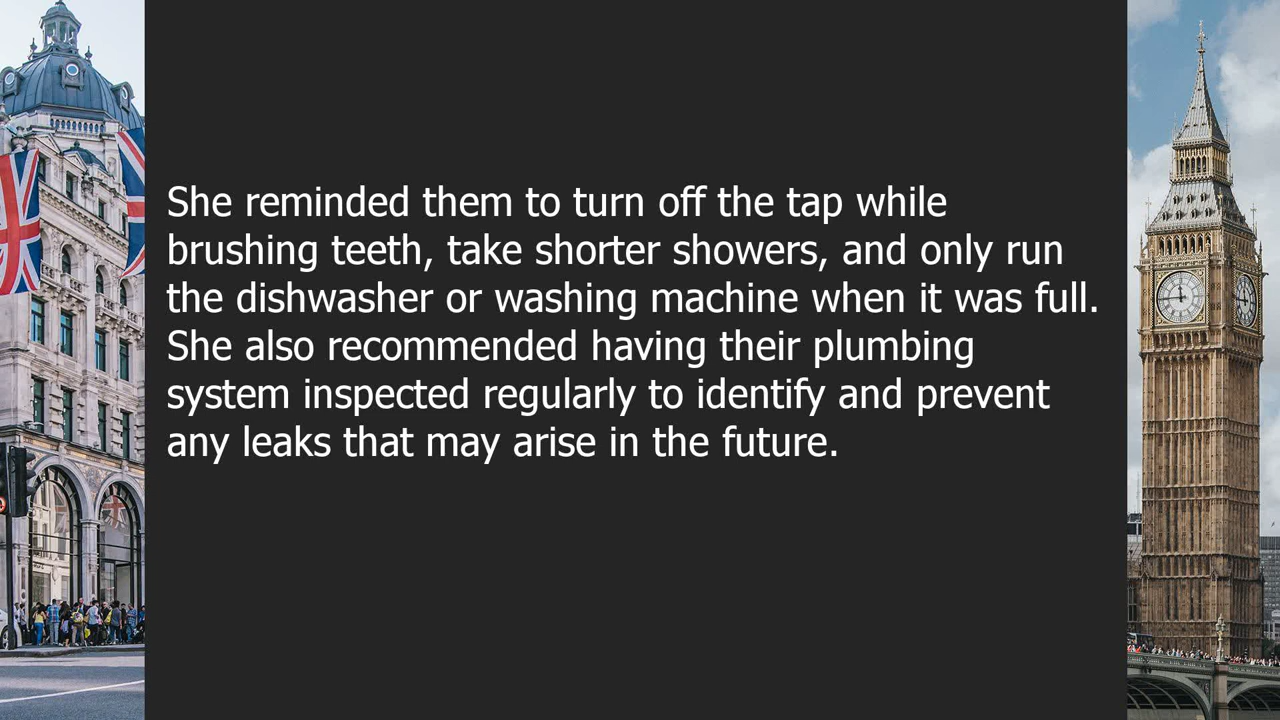 She reminded them to turn off the tap while
brushing teeth, take shorter showers, and only run
the dishwasher or washing machine when it was full.
She also recommended having their plumbing
system inspected regularly to identify and prevent
any leaks that may arise in the future.